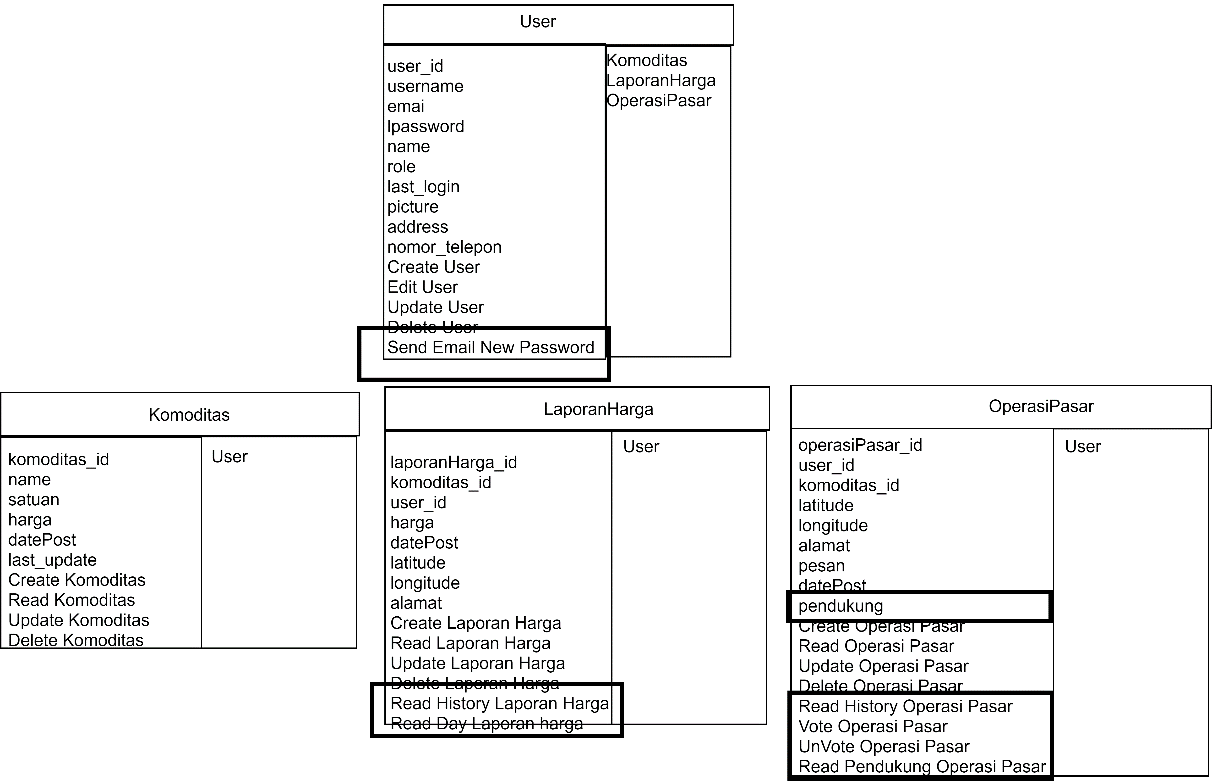 User
user_id
username
emai
lpassword
name
role
last_login
picture
address
nomor_telepon
Create User
Edit User
Update User
Delete User
Send Email New Password
Komoditas
LaporanHarga
OperasiPasar
Komoditas
komoditas_id
name
satuan
harga
datePost
last_update
Create Komoditas
Read Komoditas
Update Komoditas
Delete Komoditas
User
LaporanHarga
laporanHarga_id
komoditas_id
user_id
harga
datePost
latitude
longitude
alamat
Create Laporan Harga
Read Laporan Harga
Update Laporan Harga
Delete Laporan Harga
Read History Laporan Harga
Read Day Laporan harga
User
OperasiPasar
operasiPasar_id
user_id
komoditas_id
latitude
longitude
alamat
pesan
datePost
pendukung
Create Operasi Pasar
Read Operasi Pasar
Update Operasi Pasar
Delete Operasi Pasar
Read History Operasi Pasar
Vote Operasi Pasar
UnVote Operasi Pasar
Read Pendukung Operasi Pasar
User